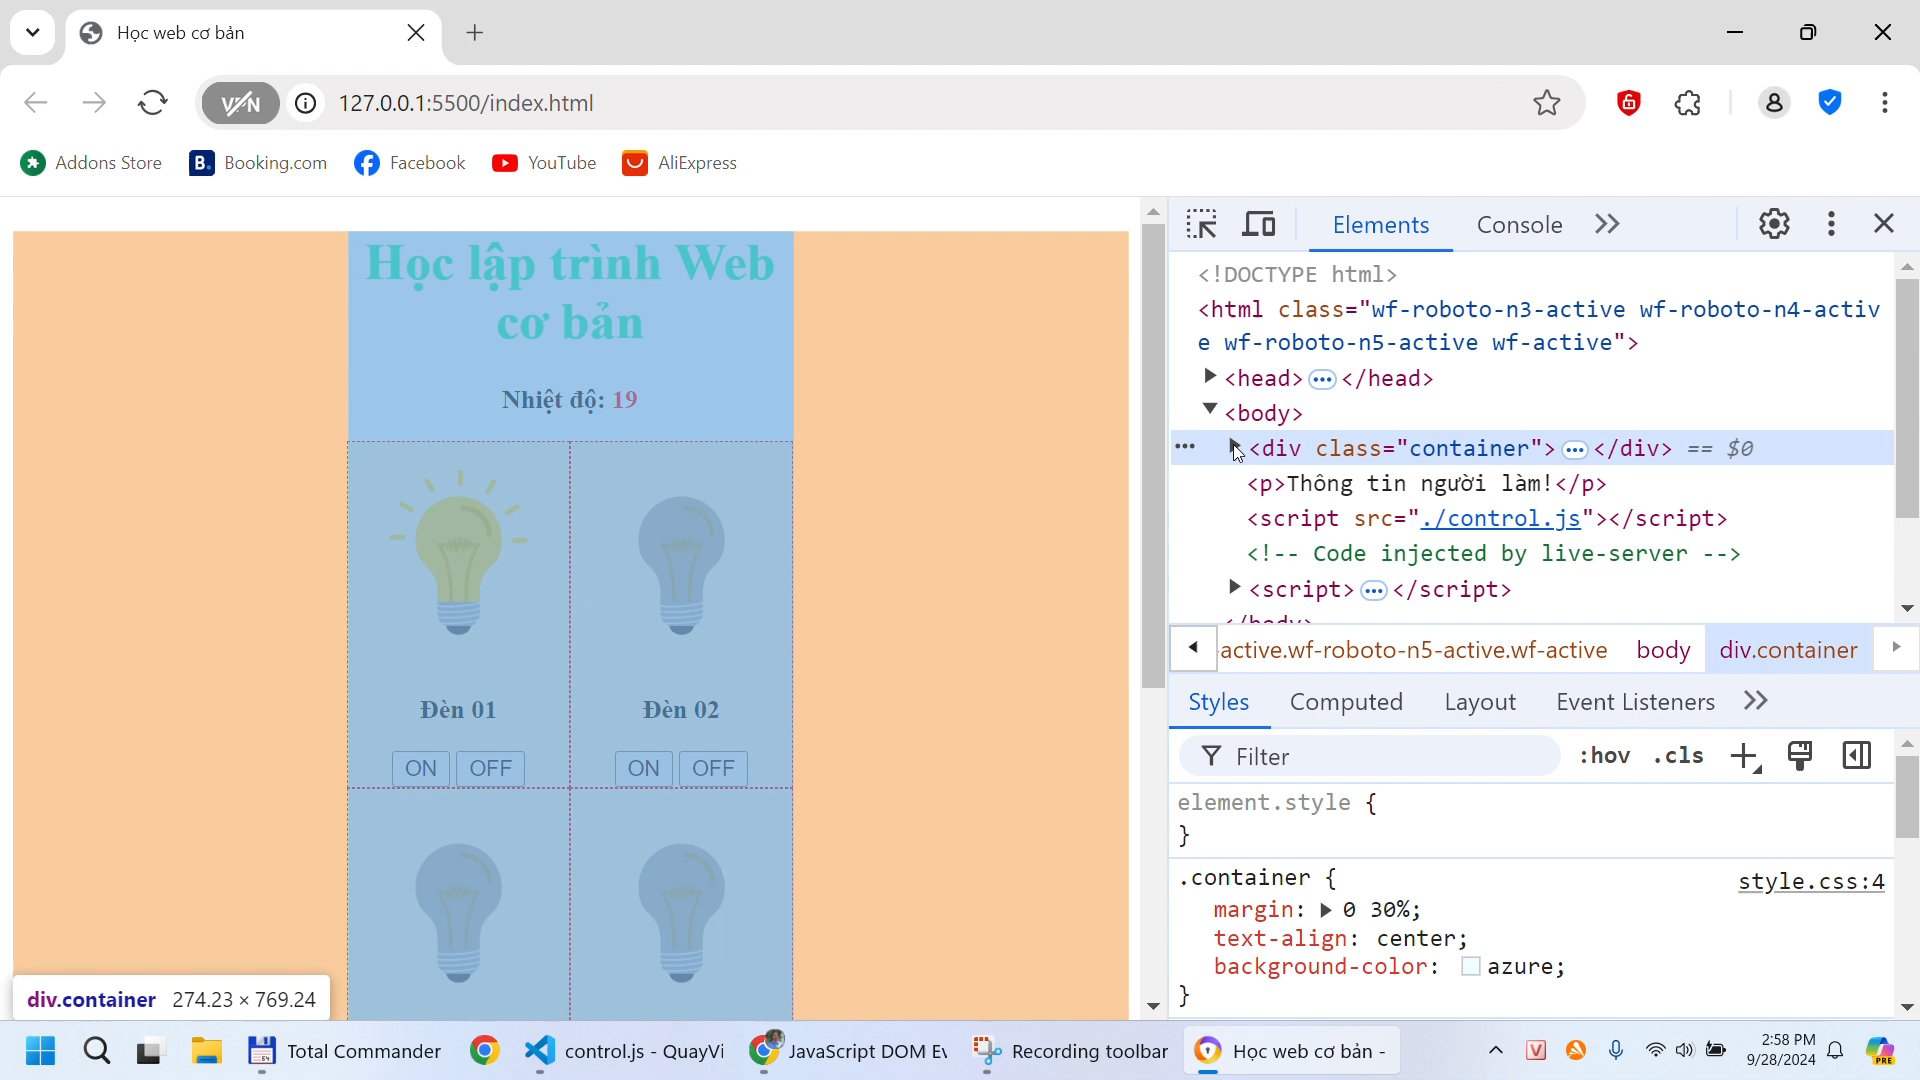 Học web cơ bản
VPN
127.0.0.1:5500/index.html
Addons Store
B. Booking.com
Facebook
YouTube
AliExpress
Học lập trình Web
cơ bản
Nhiệt độ: 19
Đèn 01
Đèn 02
ON OFF
ON OFF
div.container 274.23 × 769.24
Elements
Console
<!DOCTYPE html>
<html class="wf-roboto-n3-active wf-roboto-n4-activ
e wf-roboto-n5-active wf-active">
<head> ••• </head>
<body>
••• <div class="container"> ••• </div> == $0
<p>Thông tin người làm!</p>
<script src="./control.js"></script>
<!-- Code injected by live-server -->
<script> ••• </script>
</body>
-active.wf-roboto-n5-active.wf-active body div.container
Styles Computed Layout Event Listeners
Filter
:hov .cls
element.style {
}
.container {
style.css:4
margin: 0 30%;
text-align: center;
background-color: azure;
}
64
Total Commander
control.js - QuayVi
JavaScript DOM Ev
Recording toolbar
Học web cơ bản -
V
2:58 PM
9/28/2024
PRE